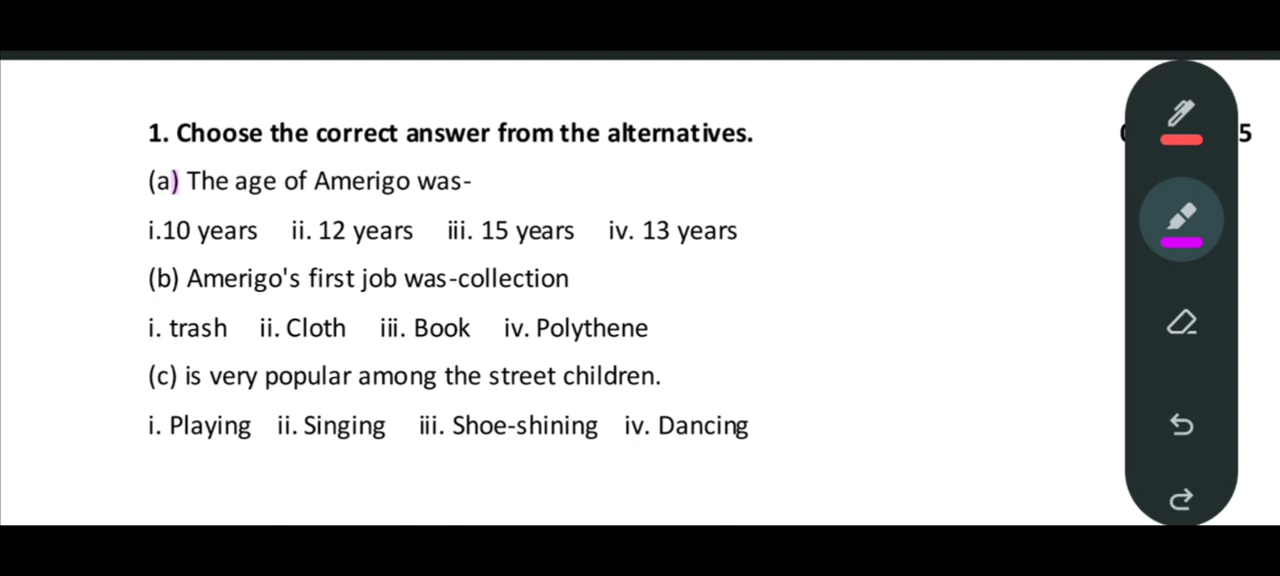 1. Choose the correct answer from the alternatives. 5
(a) The age of Amerigo was-
i.10 years ii. 12 years iii. 15 years iv. 13 years
(b) Amerigo's first job was-collection
i. trash ii. Cloth iii. Book iv. Polythene
(c) is very popular among the street children.
i. Playing ii. Singing iii. Shoe-shining iv. Dancing